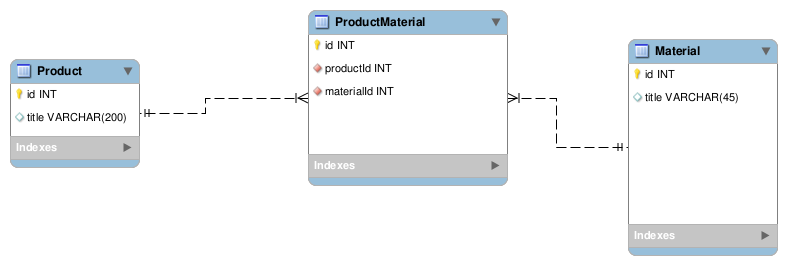 Product
id INT
title VARCHAR(200)
Indexes
ProductMaterial
id INT
productId INT
materialId INT
Indexes
Material
id INT
title VARCHAR(45)
Indexes